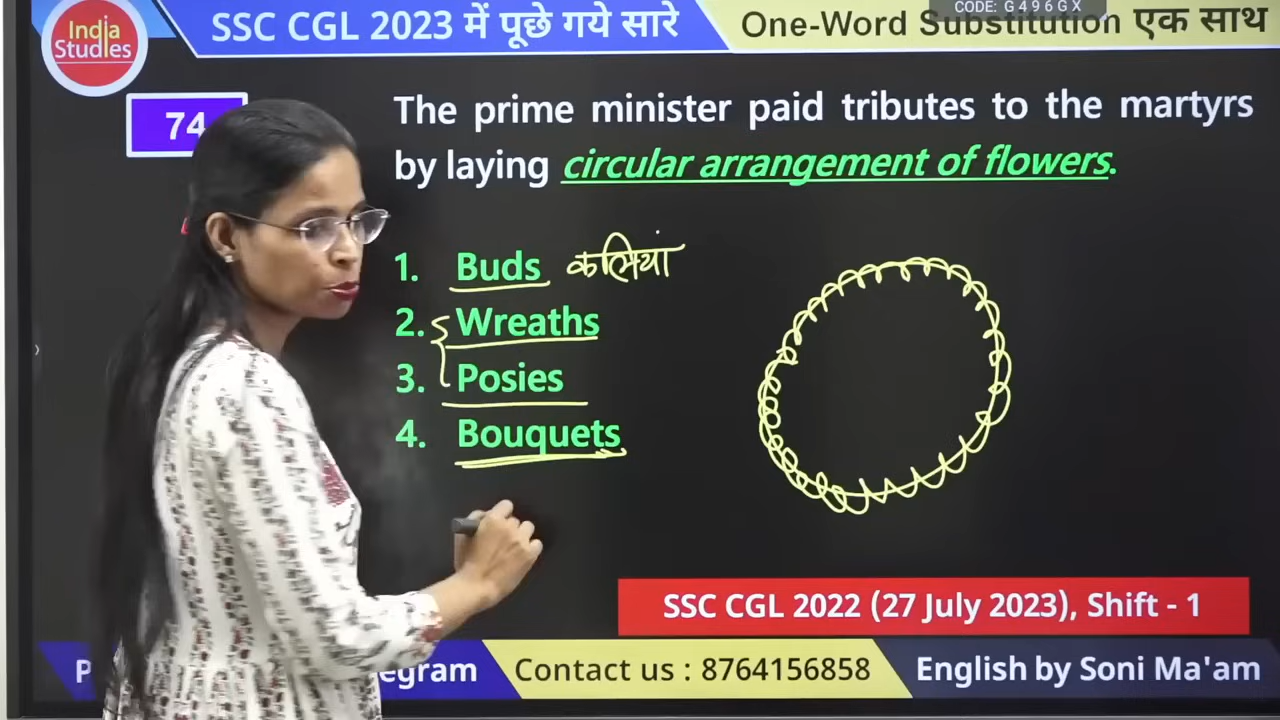 India
Studies
SSC CGL 2023 में पूछे गये सारे
One-Word Substitution एक साथ
CODE: G496GX
74
The prime minister paid tributes to the martyrs
by laying circular arrangement of flowers.
1. Buds कलियां
2. Wreaths
3. Posies
4. Bouquets
SSC CGL 2022 (27 July 2023), Shift - 1
Contact us : 8764156858
English by Soni Ma'am